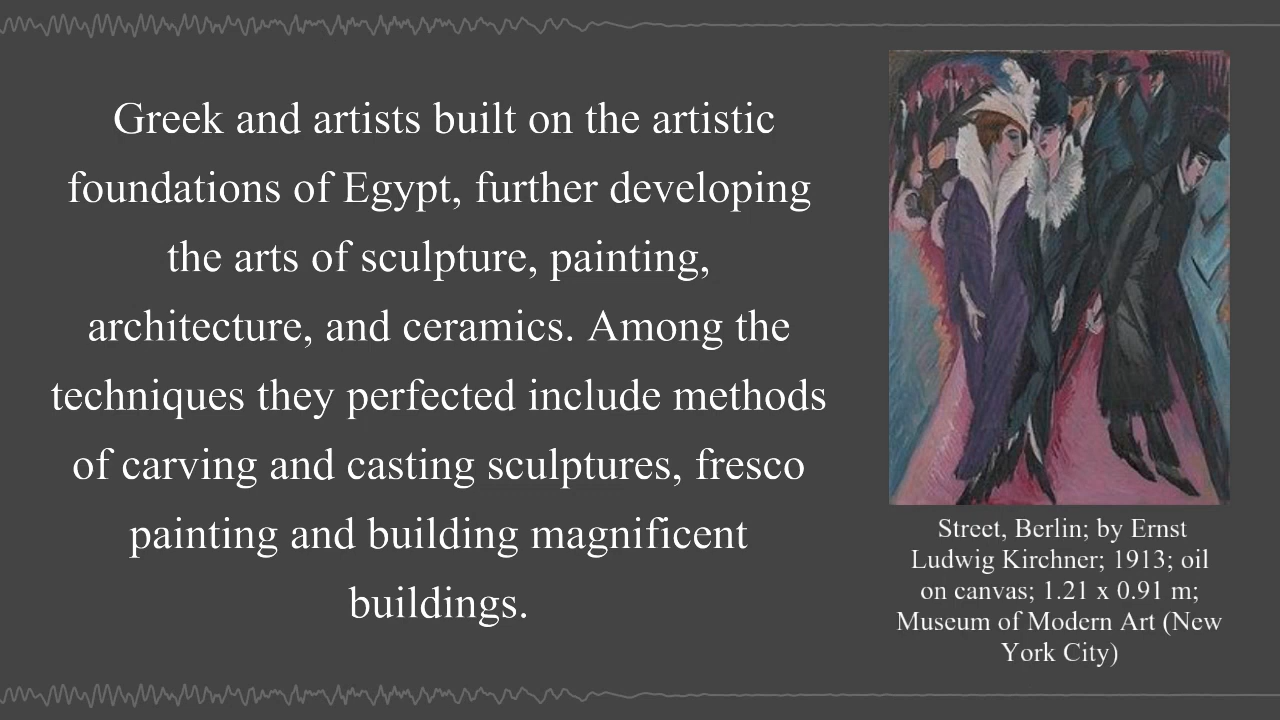 Greek and artists built on the artistic
foundations of Egypt, further developing
the arts of sculpture, painting,
architecture, and ceramics. Among the
techniques they perfected include methods
of carving and casting sculptures, fresco
painting and building magnificent
buildings.
Street, Berlin; by Ernst
Ludwig Kirchner; 1913; oil
on canvas; 1.21 x 0.91 m;
Museum of Modern Art (New
York City)